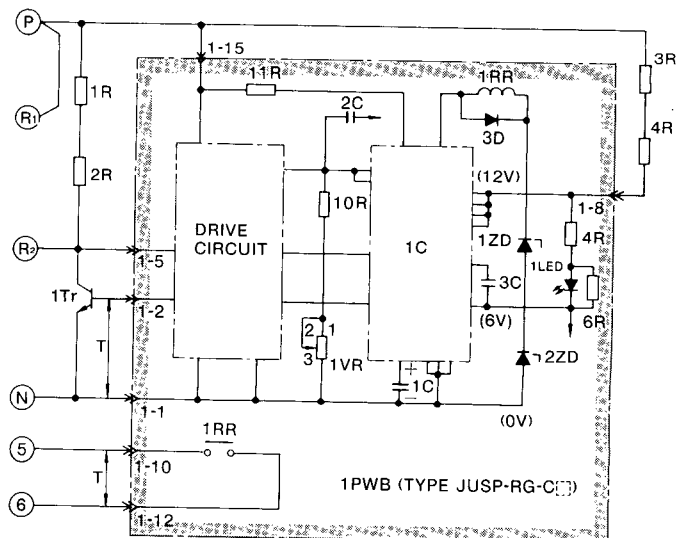 P
1-15
3R
11R
1RR
1R
2C
3D
4R
R1
2R
(12V)
10R
1-8
DRIVE
CIRCUIT
1C
1ZD
4R
R2
1-5
1LED
1Tr
3C
1-2
2 1
(6V)
6R
T
3
1VR
+
1C
−
2ZD
N
1-1
(0V)
1RR
5
1-10
T
1PWB (TYPE JUSP-RG-C□)
6
1-12